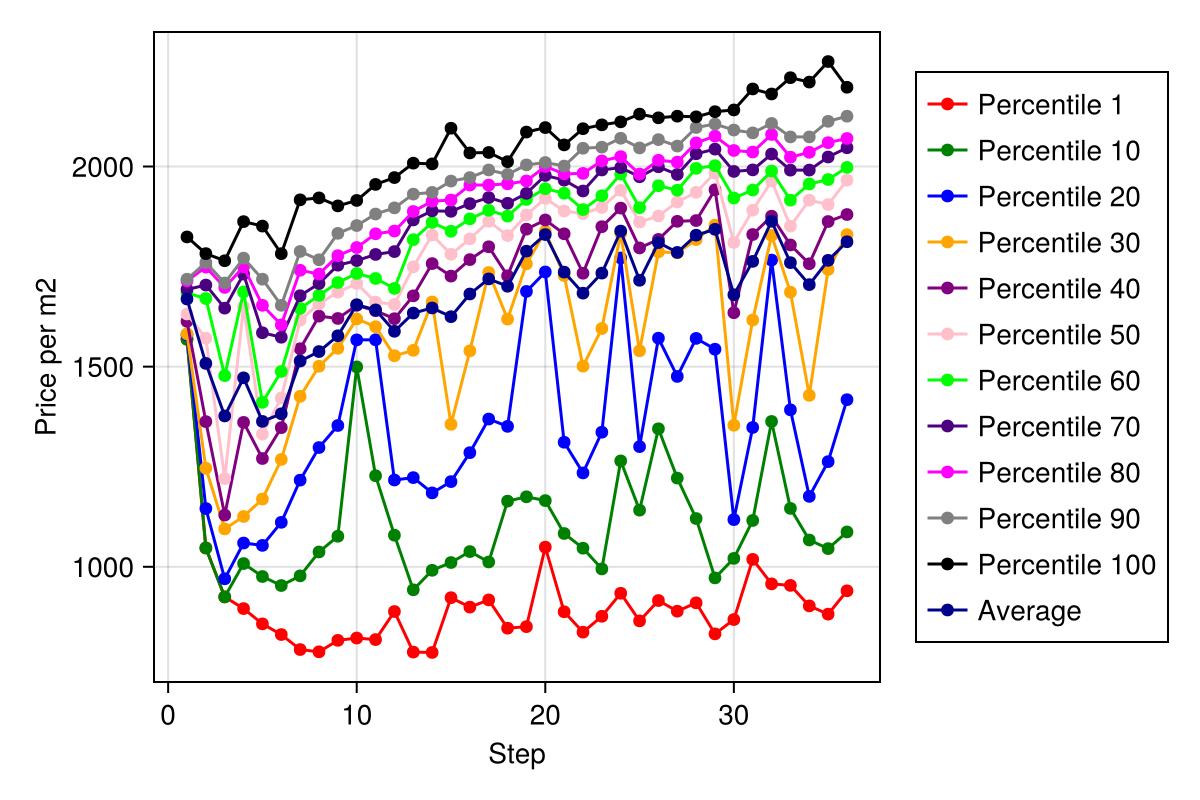 Price per m2
2000
1500
1000
0
10
20
30
Step
Percentile 1
Percentile 10
Percentile 20
Percentile 30
Percentile 40
Percentile 50
Percentile 60
Percentile 70
Percentile 80
Percentile 90
Percentile 100
Average